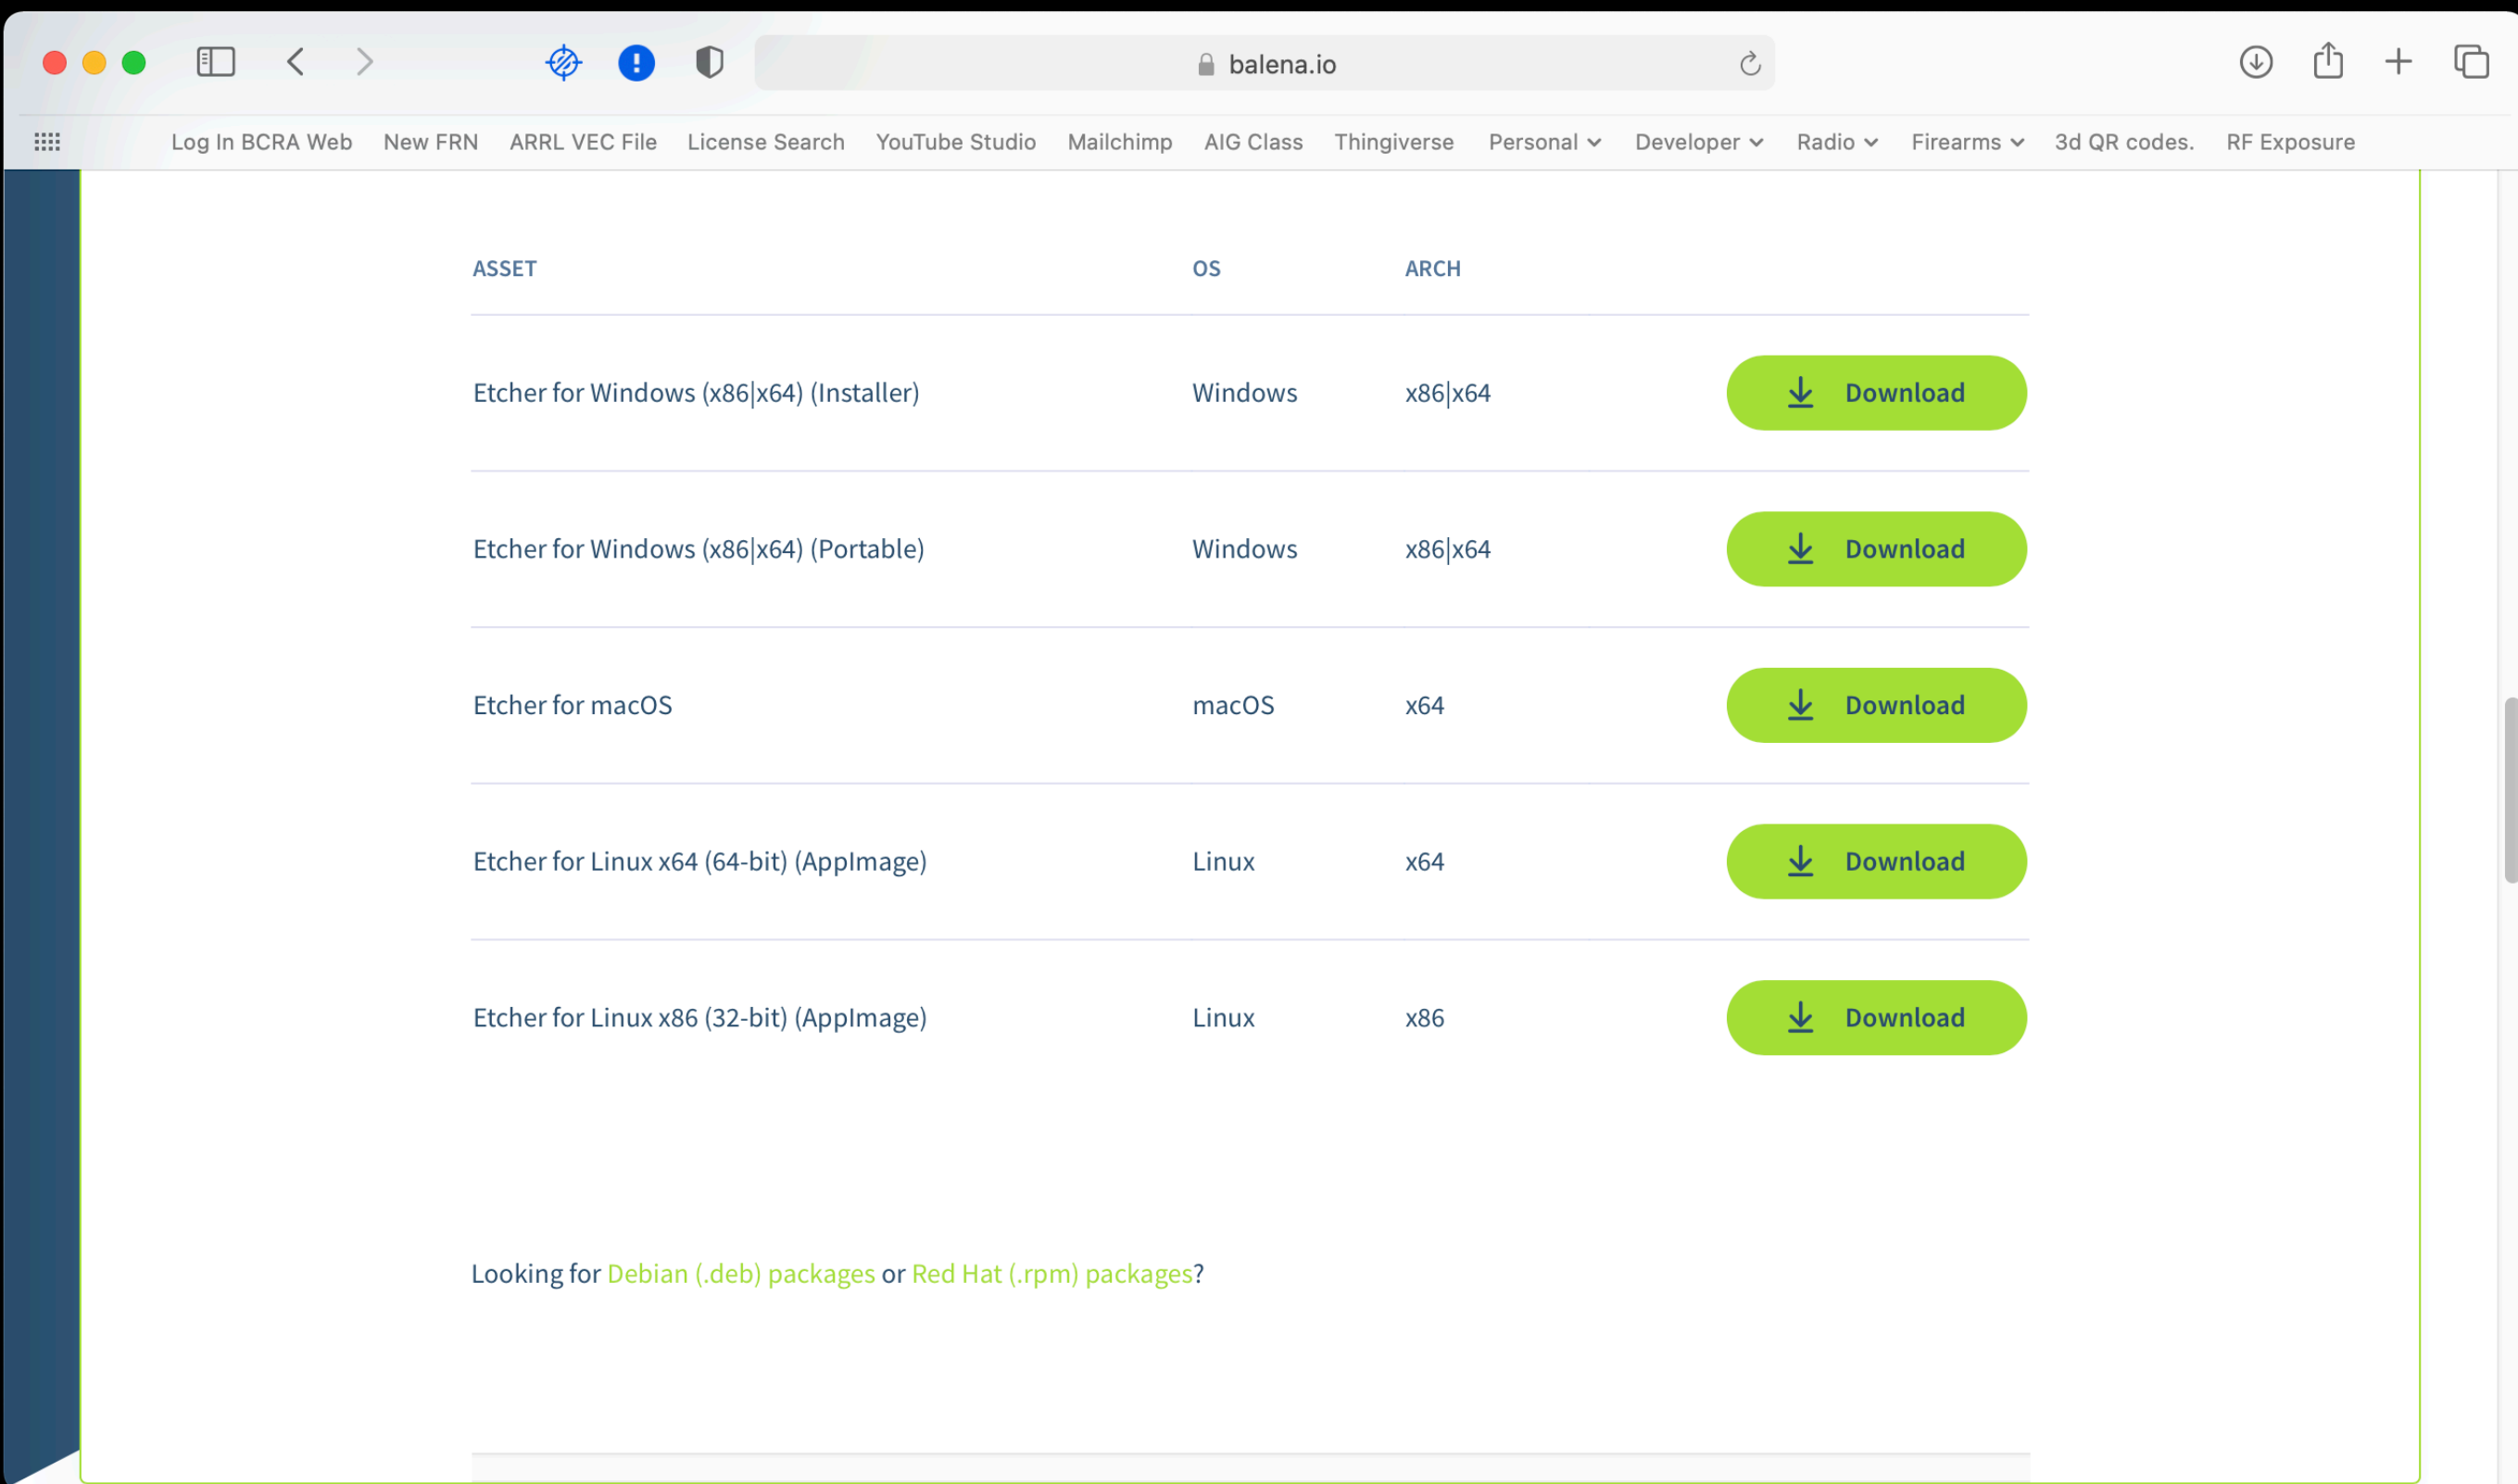 balena.io
Log In BCRA Web New FRN ARRL VEC File License Search YouTube Studio Mailchimp AIG Class Thingiverse Personal Developer Radio Firearms 3d QR codes. RF Exposure
ASSET OS ARCH
Etcher for Windows (x86|x64) (Installer) Windows x86|x64 Download
Etcher for Windows (x86|x64) (Portable) Windows x86|x64 Download
Etcher for macOS macOS x64 Download
Etcher for Linux x64 (64-bit) (AppImage) Linux x64 Download
Etcher for Linux x86 (32-bit) (AppImage) Linux x86 Download
Looking for Debian (.deb) packages or Red Hat (.rpm) packages?